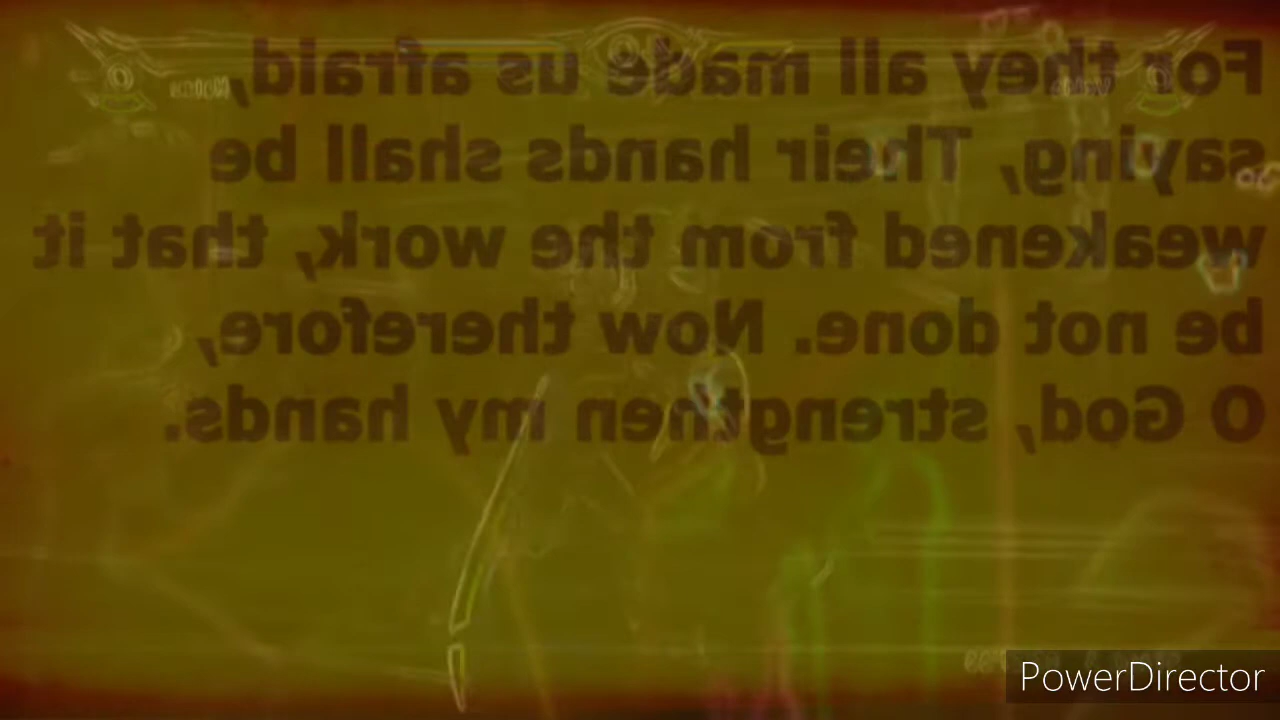 For they all made us afraid,
saying, Their hands shall be
weakened from the work, that it
be not done. Now therefore,
O God, strengthen my hands.
PowerDirector